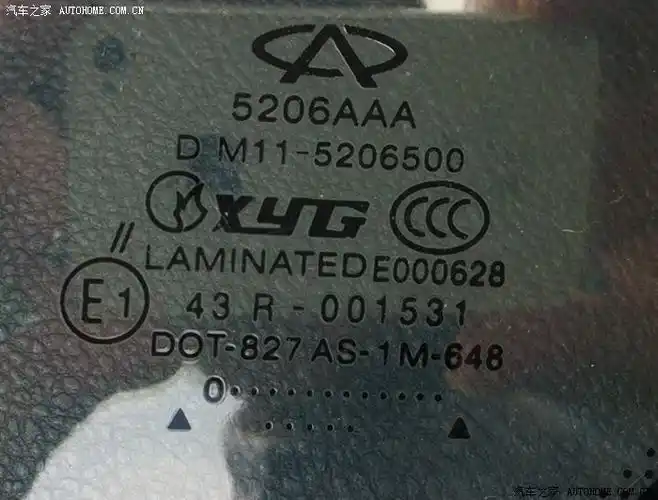 汽车之家 AUTOHOME.COM.CN
5206AAA
D M11-5206500
XYG CCC
// LAMINATED E000628
E1 43 R - 001531
DOT-827 AS-1 M-648
0............
......
汽车之家 AUTOHOME.COM.CN